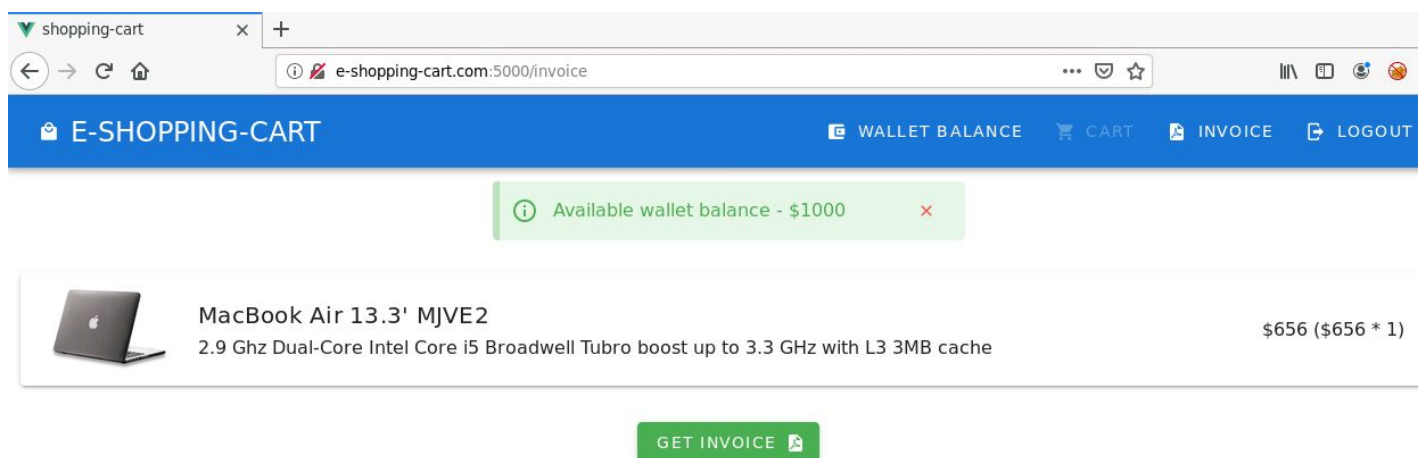 shopping-cart
e-shopping-cart.com:5000/invoice
E-SHOPPING-CART WALLET BALANCE CART INVOICE LOGOUT
Available wallet balance - $1000
MacBook Air 13.3' MJVE2
2.9 Ghz Dual-Core Intel Core i5 Broadwell Tubro boost up to 3.3 GHz with L3 3MB cache
$656 ($656 * 1)
GET INVOICE